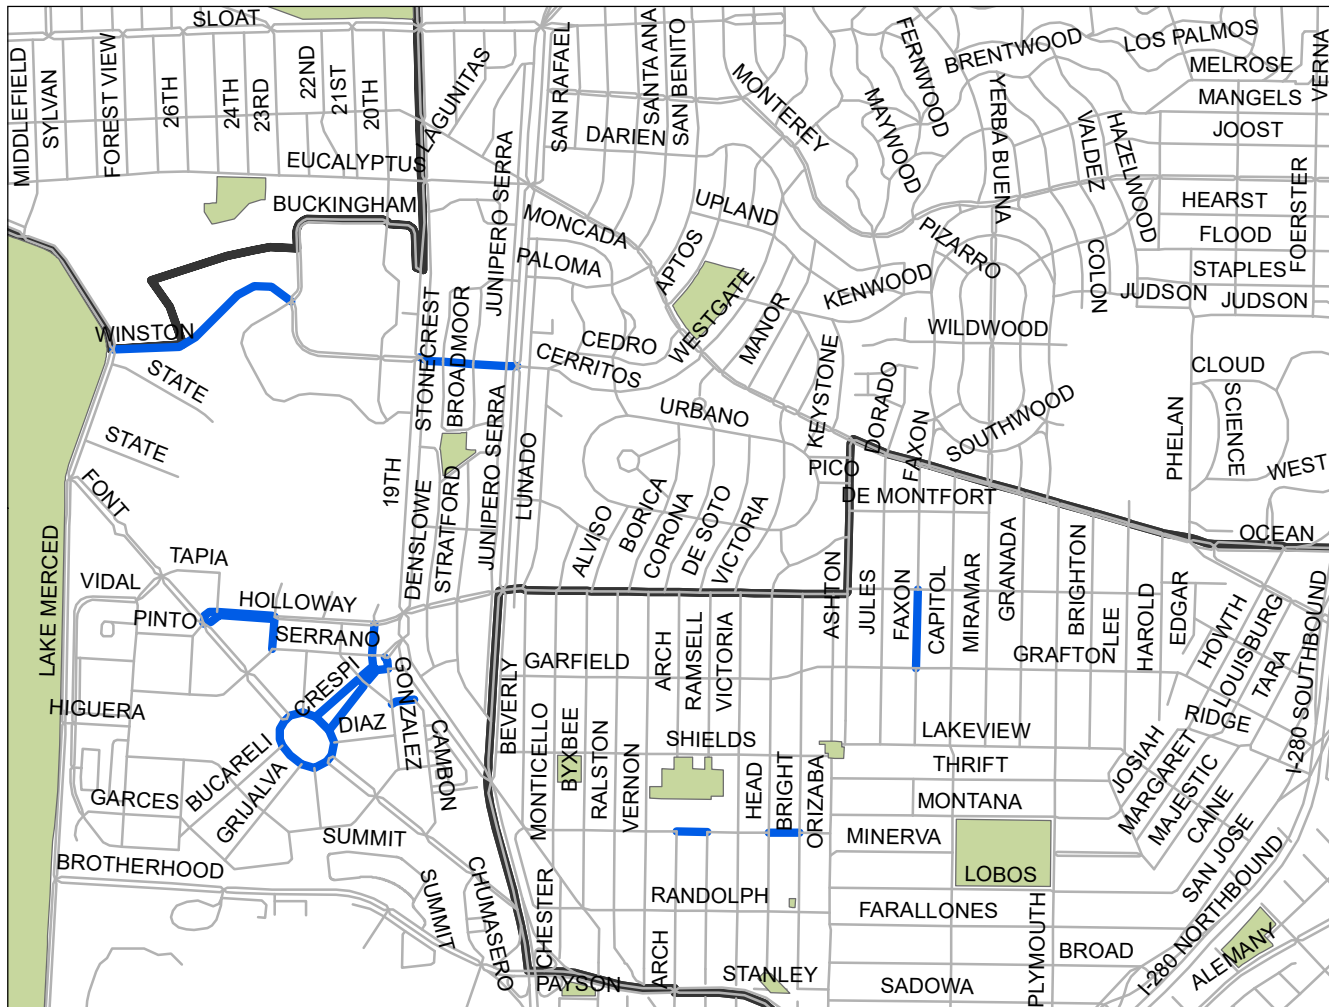 SLOAT
MIDDLEFIELD
SYLVAN
FOREST VIEW
26TH
24TH
23RD
22ND
21ST
20TH
LAGUNITAS
SAN RAFAEL
SANTA ANA
SAN BENITO
DARIEN
MONTEREY
FERNWOOD
MAYWOOD
BRENTWOOD
LOS PALMOS
MELROSE
VERNA
MANGELS
JOOST
YERBA BUENA
VALDEZ
HAZELWOOD
EUCALYPTUS
JUNIPERO SERRA
BUCKINGHAM
MONCADA
UPLAND
APTOS
PALOMA
PIZARRO
KENWOOD
COLON
HEARST
FLOOD
FOERSTER
STAPLES
JUDSON
JUDSON
WESTGATE
MANOR
WINSTON
STATE
STATE
STONECREST
BROADMOOR
CEDRO
CERRITOS
WILDWOOD
KEYSTONE
DORADO
FAXON
SOUTHWOOD
CLOUD
SCIENCE
PHELAN
WEST
URBANO
JUNIPERO SERRA
LUNADO
PICO
DE MONTFORT
OCEAN
FONT
19TH
DENSLOWE
STRATFORD
ALVISO
BORICA
CORONA
DE SOTO
VICTORIA
LAKE MERCED
TAPIA
VIDAL
PINTO
HOLLOWAY
SERRANO
CRESPI
GONZALEZ
DIAZ
CAMBON
HIGUERA
BUCARELI
GRIJALVA
GARCES
SUMMIT
SUMMIT
BROTHERHOOD
CHUMASERO
BEVERLY
GARFIELD
ARCH
RAMSELL
VICTORIA
ASHTON
JULES
FAXON
CAPITOL
MIRAMAR
GRANADA
BRIGHTON
LEE
HAROLD
EDGAR
HOWTH
LOUISBURG
TARA
I-280 SOUTHBOUND
GRAFTON
RIDGE
LAKEVIEW
THRIFT
MONTANA
MINERVA
JOSIAH
MARGARET
MAJESTIC
CAINE
SAN JOSE
I-280 NORTHBOUND
MONTICELLO
BYXBEE
RALSTON
VERNON
SHIELDS
HEAD
BRIGHT
ORIZABA
LOBOS
RANDOLPH
FARALLONES
PLYMOUTH
BROAD
ALEMANY
CHESTER
PAYSON
ARCH
STANLEY
SADOWA